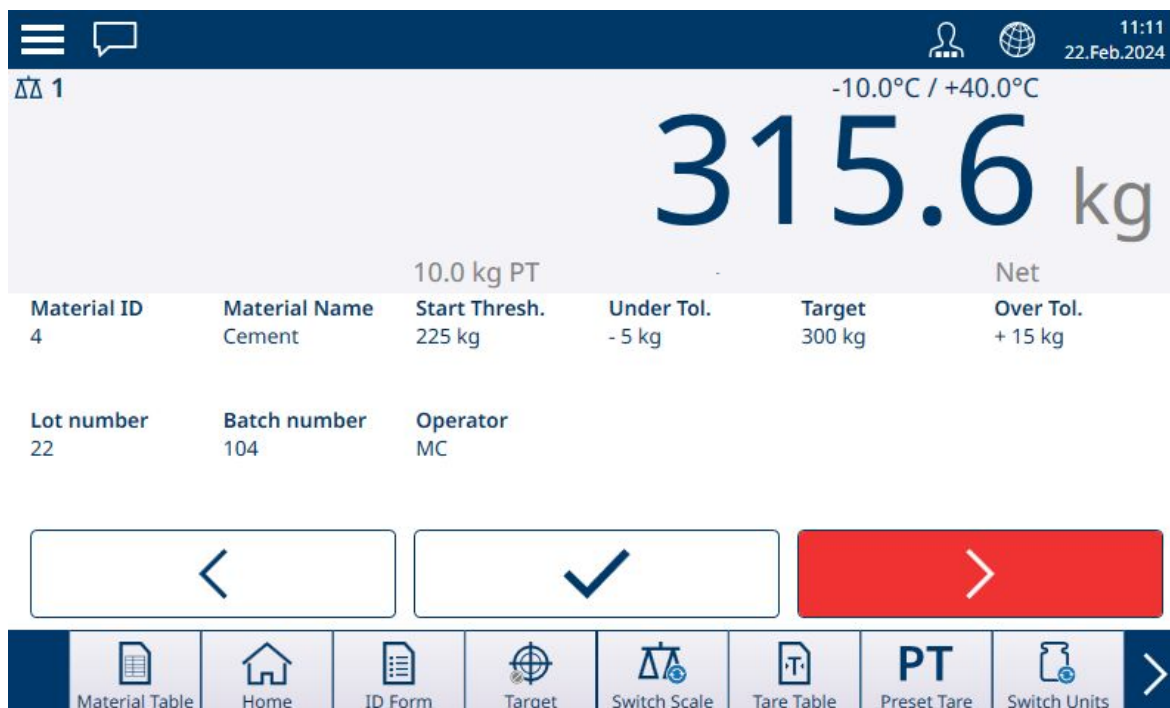 11:11
22.Feb.2024
1
-10.0°C / +40.0°C
315.6 kg
10.0 kg PT
-
Net
Material ID Material Name Start Thresh. Under Tol. Target Over Tol.
4 Cement 225 kg - 5 kg 300 kg + 15 kg
Lot number Batch number Operator
22 104 MC
T
PT
Material Table Home ID Form Target Switch Scale Tare Table Preset Tare Switch Units